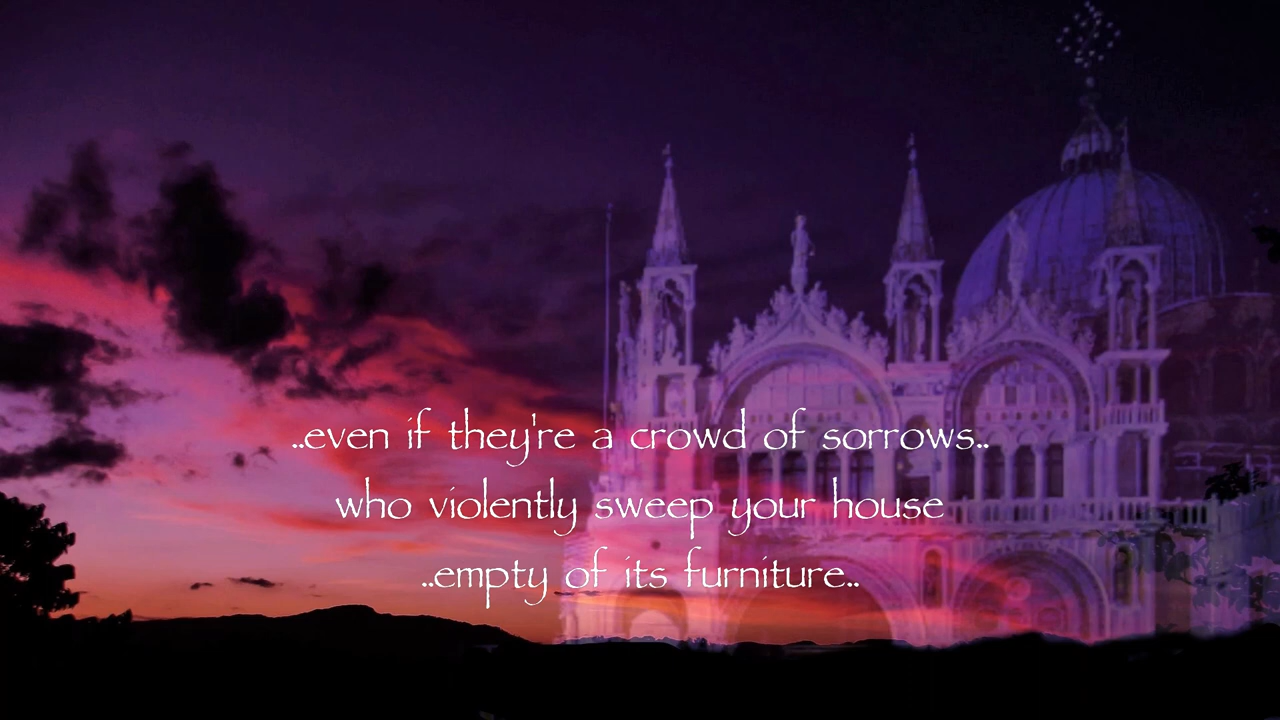 ..even if they're a crowd of sorrows..
who violently sweep your house
..empty of its furniture..